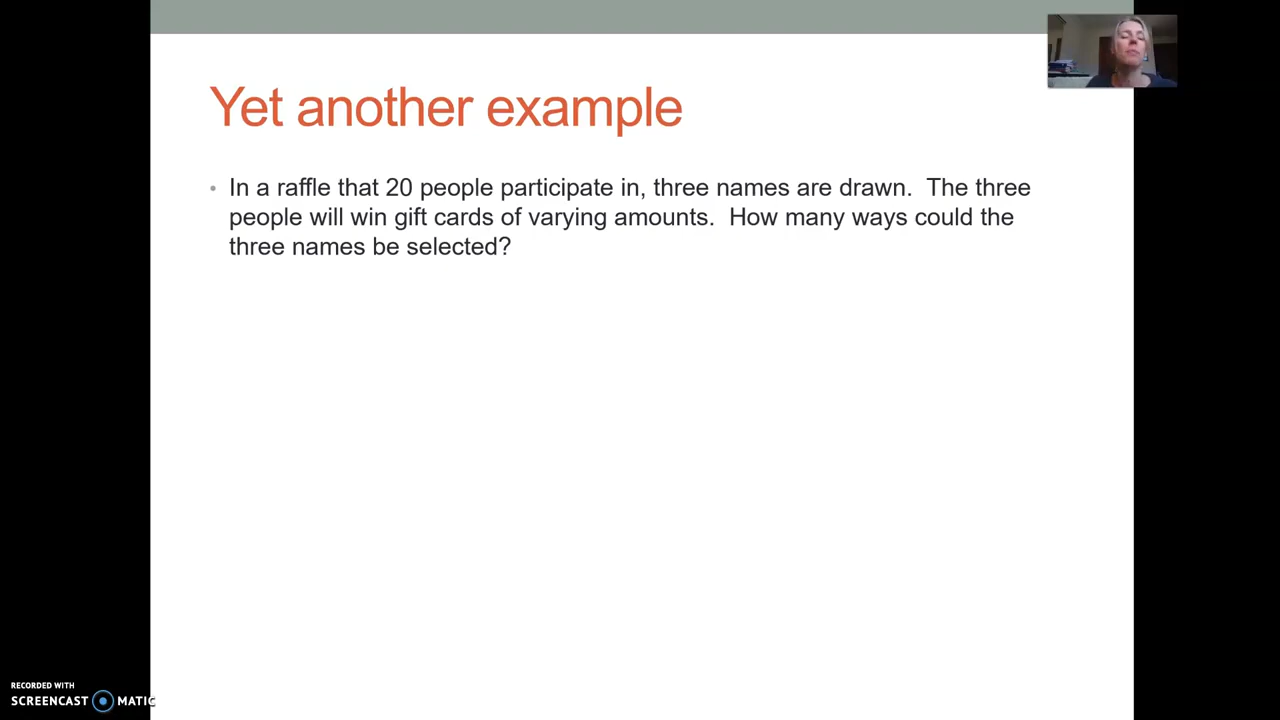 Yet another example
• In a raffle that 20 people participate in, three names are drawn.  The three
people will win gift cards of varying amounts.  How many ways could the
three names be selected?
RECORDED WITH
SCREENCAST MATIC